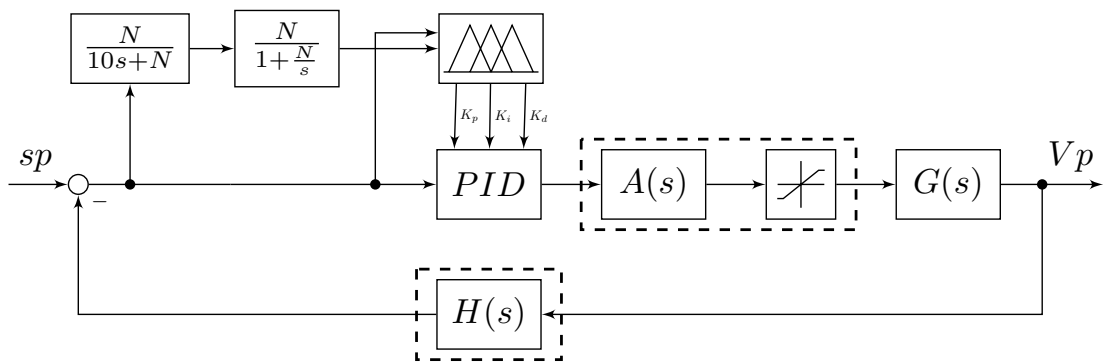 N / 10s+N
N / 1+N/s
K_p K_i K_d
sp
−
PID
A(s)
G(s)
Vp
H(s)